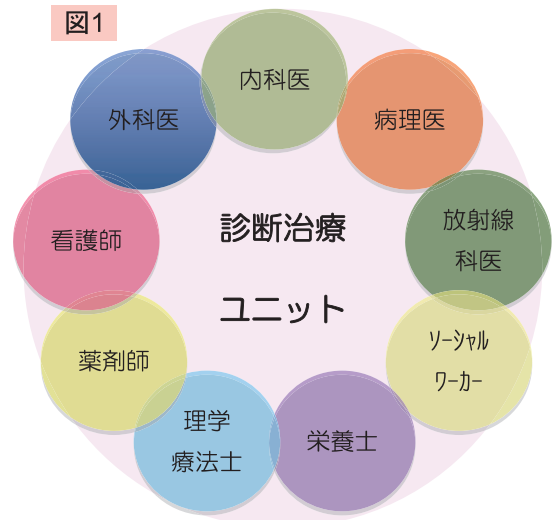 図1
内科医
外科医
病理医
看護師
診断治療
ユニット
放射線
科医
薬剤師
ｿｰｼｬﾙ
ﾜｰｶｰ
理学
療法士
栄養士